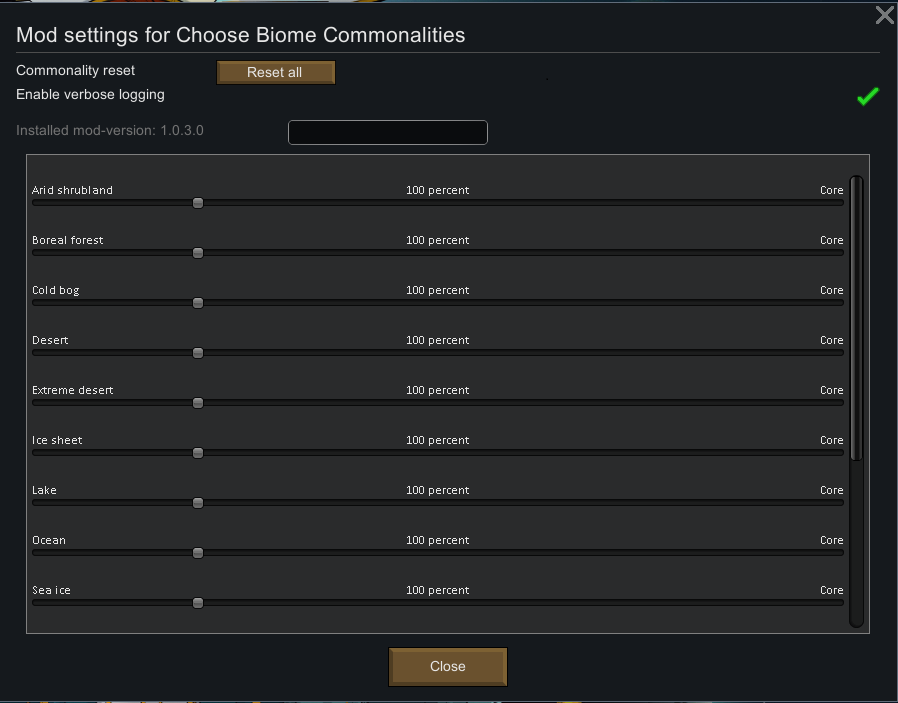 Mod settings for Choose Biome Commonalities
Commonality reset
Reset all
Enable verbose logging
Installed mod-version: 1.0.3.0
Arid shrubland 100 percent Core
Boreal forest 100 percent Core
Cold bog 100 percent Core
Desert 100 percent Core
Extreme desert 100 percent Core
Ice sheet 100 percent Core
Lake 100 percent Core
Ocean 100 percent Core
Sea ice 100 percent Core
Close